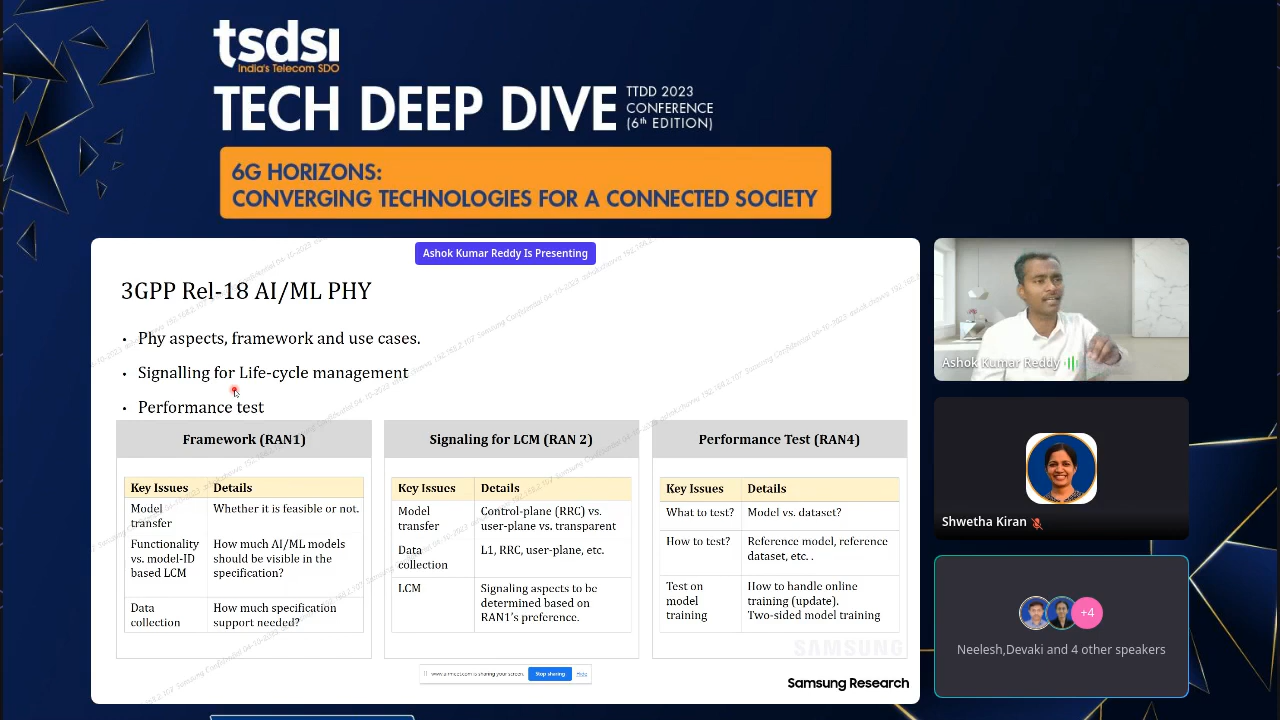 tsdsi
India's Telecom SDO
TECH DEEP DIVE
TTDD 2023
CONFERENCE
(6th EDITION)
6G HORIZONS:
CONVERGING TECHNOLOGIES FOR A CONNECTED SOCIETY
Ashok Kumar Reddy Is Presenting
3GPP Rel-18 AI/ML PHY
• Phy aspects, framework and use cases.
• Signalling for Life-cycle management
• Performance test
Framework (RAN1)
Key Issues Details
Model transfer Whether it is feasible or not.
Functionality vs. model-ID based LCM How much AI/ML models should be visible in the specification?
Data collection How much specification support needed?
Signaling for LCM (RAN 2)
Key Issues Details
Model transfer Control-plane (RRC) vs. user-plane vs. transparent
Data collection L1, RRC, user-plane, etc.
LCM Signaling aspects to be determined based on RAN1's preference.
Performance Test (RAN4)
Key Issues Details
What to test? Model vs. dataset?
How to test? Reference model, reference dataset, etc. .
Test on model training How to handle online training (update). Two-sided model training
SAMSUNG
is sharing your screen.
Stop sharing
Hide
Samsung Research
Ashok Kumar Reddy
Shwetha Kiran
+4
Neelesh,Devaki and 4 other speakers